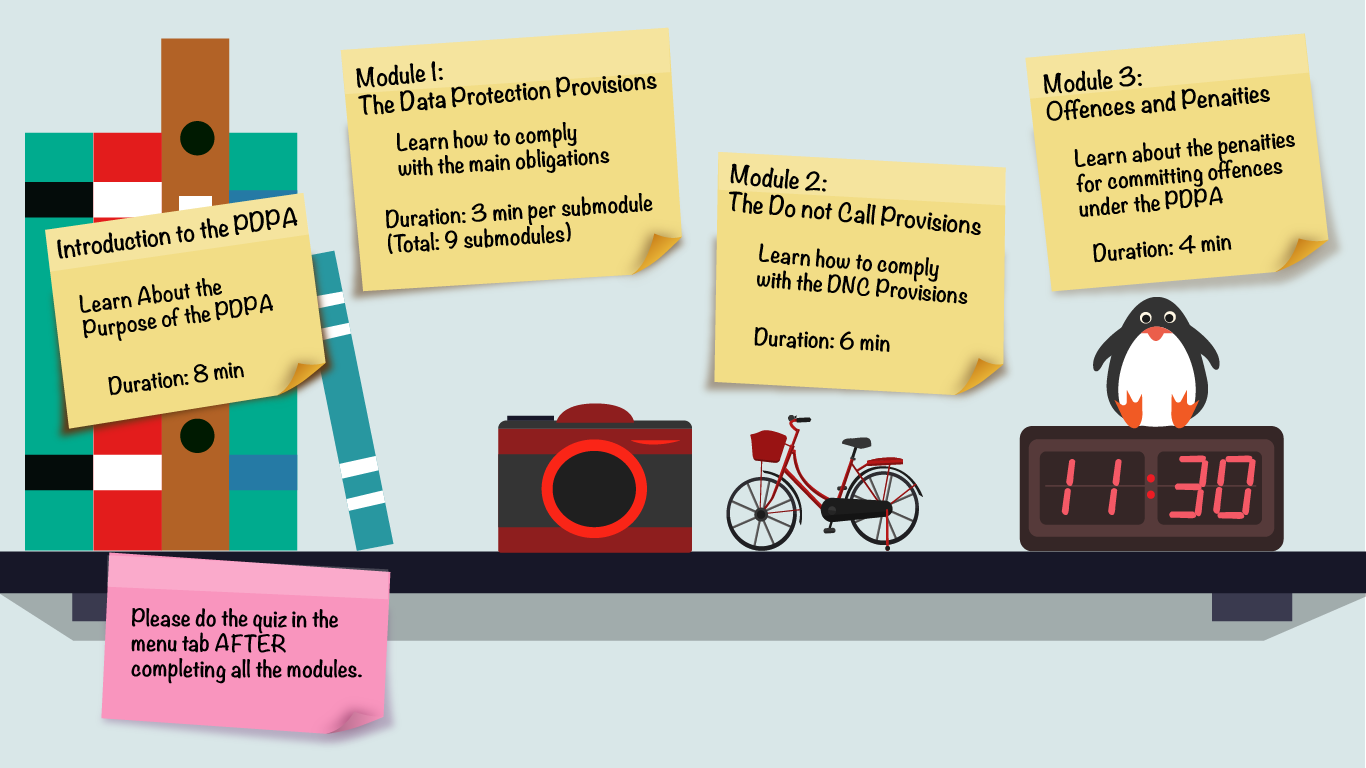 Introduction to the PDPA
Learn About the
Purpose of the PDPA
Duration: 8 min
Module 1:
The Data Protection Provisions
Learn how to comply
with the main obligations
Duration: 3 min per submodule
(Total: 9 submodules)
Module 2:
The Do not Call Provisions
Learn how to comply
with the DNC Provisions
Duration: 6 min
Module 3:
Offences and Penaities
Learn about the penaities
for committing offences
under the PDPA
Duration: 4 min
11:30
Please do the quiz in the
menu tab AFTER
completing all the modules.